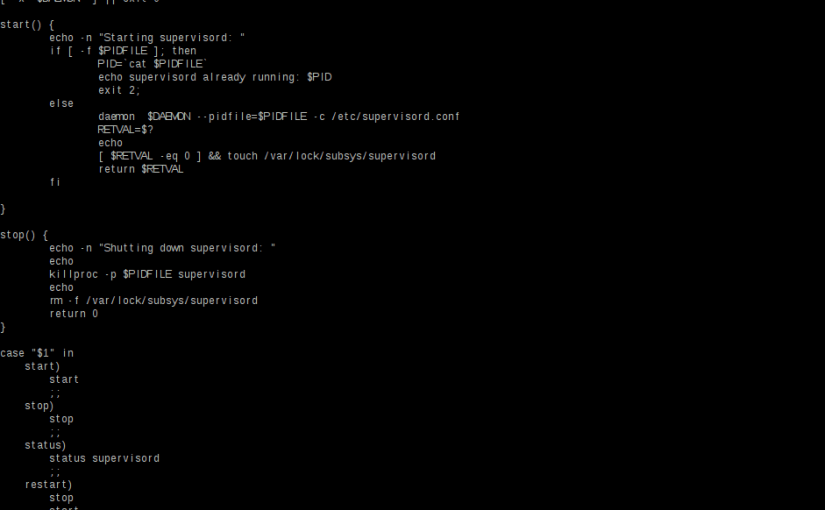 start() {
        echo -n "Starting supervisord: "
        if [ -f $PIDFILE ]; then
                PID=`cat $PIDFILE`
                echo supervisord already running: $PID
                exit 2;
        else
                daemon  $DAEMON --pidfile=$PIDFILE -c /etc/supervisord.conf
                RETVAL=$?
                echo
                [ $RETVAL -eq 0 ] && touch /var/lock/subsys/supervisord
                return $RETVAL
        fi

}

stop() {
        echo -n "Shutting down supervisord: "
        echo
        killproc -p $PIDFILE supervisord
        echo
        rm -f /var/lock/subsys/supervisord
        return 0
}

case "$1" in
    start)
        start
        ;;
    stop)
        stop
        ;;
    status)
        status supervisord
        ;;
    restart)
        stop
        start